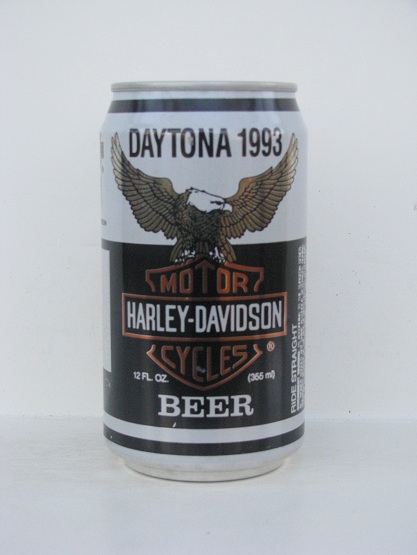 DAYTONA 1993
MOTOR
HARLEY-DAVIDSON
CYCLES ®
12 FL. OZ. (355 ml)
BEER
RIDE STRAIGHT